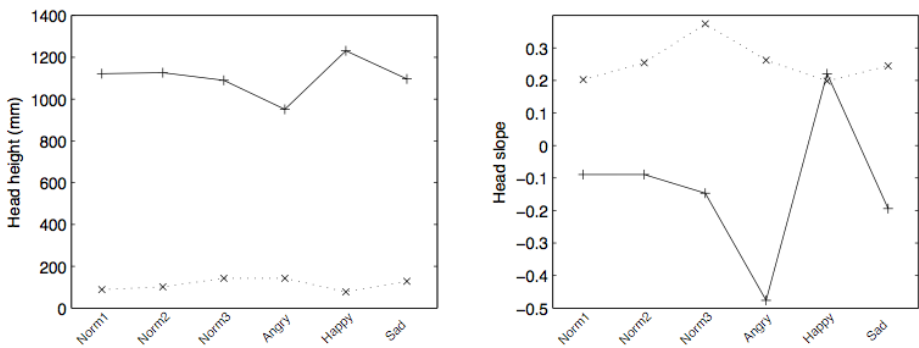 Head height (mm)
1400
1200
1000
800
600
400
200
0
Norm1
Norm2
Norm3
Angry
Happy
Sad
Head slope
0.3
0.2
0.1
0
−0.1
−0.2
−0.3
−0.4
−0.5
Norm1
Norm2
Norm3
Angry
Happy
Sad